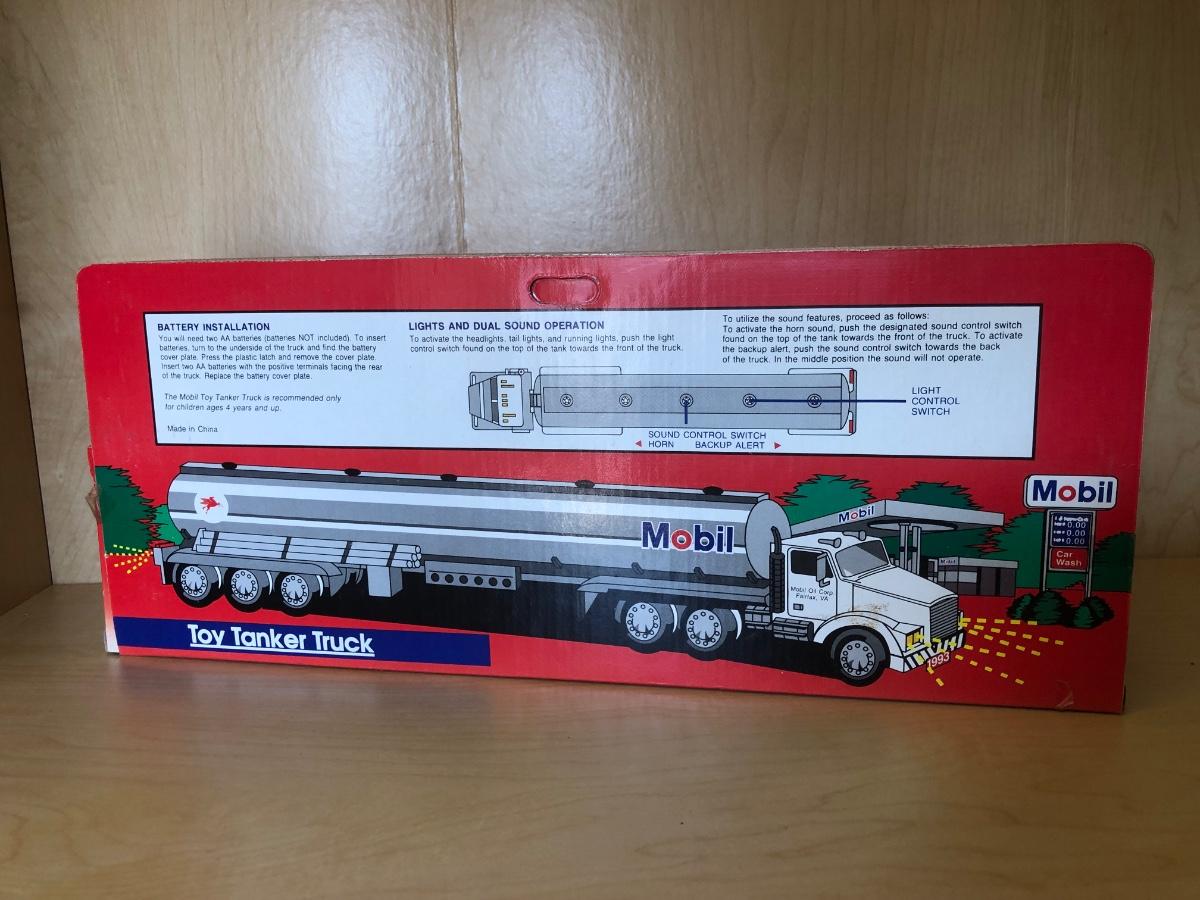 BATTERY INSTALLATION
You will need two AA batteries (batteries NOT included). To insert
batteries, turn to the underside of the truck and find the battery
cover plate. Press the plastic latch and remove the cover plate.
Insert two AA batteries with the positive terminals facing the rear
of the truck. Replace the battery cover plate.
The Mobil Toy Tanker Truck is recommended only
for children ages 4 years and up.
Made in China
LIGHTS AND DUAL SOUND OPERATION
To activate the headlights, tail lights, and running lights, push the light
control switch found on the top of the tank towards the front of the truck.
To utilize the sound features, proceed as follows:
To activate the horn sound, push the designated sound control switch
found on the top of the tank towards the front of the truck. To activate
the backup alert, push the sound control switch towards the back
of the truck. In the middle position the sound will not operate.
LIGHT
CONTROL
SWITCH
SOUND CONTROL SWITCH
HORN BACKUP ALERT
Mobil
Mobil
Mobil
0.00
0.00
0.00
Car
Wash
Mobil
Mobil Oil Corp.
Fairfax, VA
1993
Toy Tanker Truck